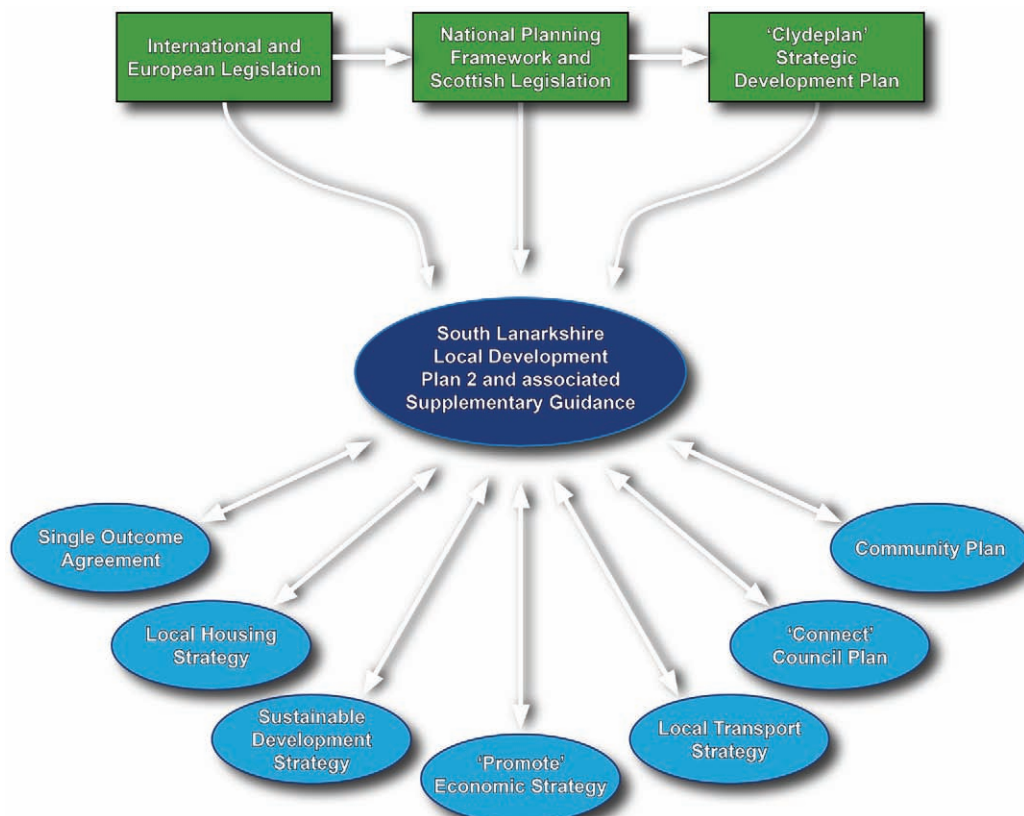 International and
European Legislation
National Planning
Framework and
Scottish Legislation
‘Clydeplan’
Strategic
Development Plan
South Lanarkshire
Local Development
Plan 2 and associated
Supplementary Guidance
Single Outcome
Agreement
Community Plan
Local Housing
Strategy
‘Connect’
Council Plan
Sustainable
Development
Strategy
Local Transport
Strategy
‘Promote’
Economic Strategy